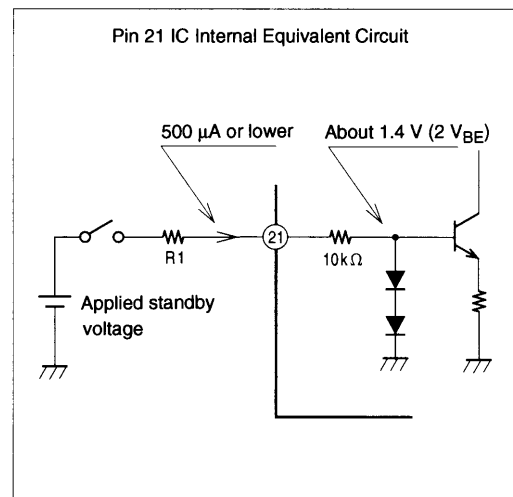 Pin 21 IC Internal Equivalent Circuit
500 µA or lower
About 1.4 V (2 VBE)
R1
21
10kΩ
Applied standby
voltage